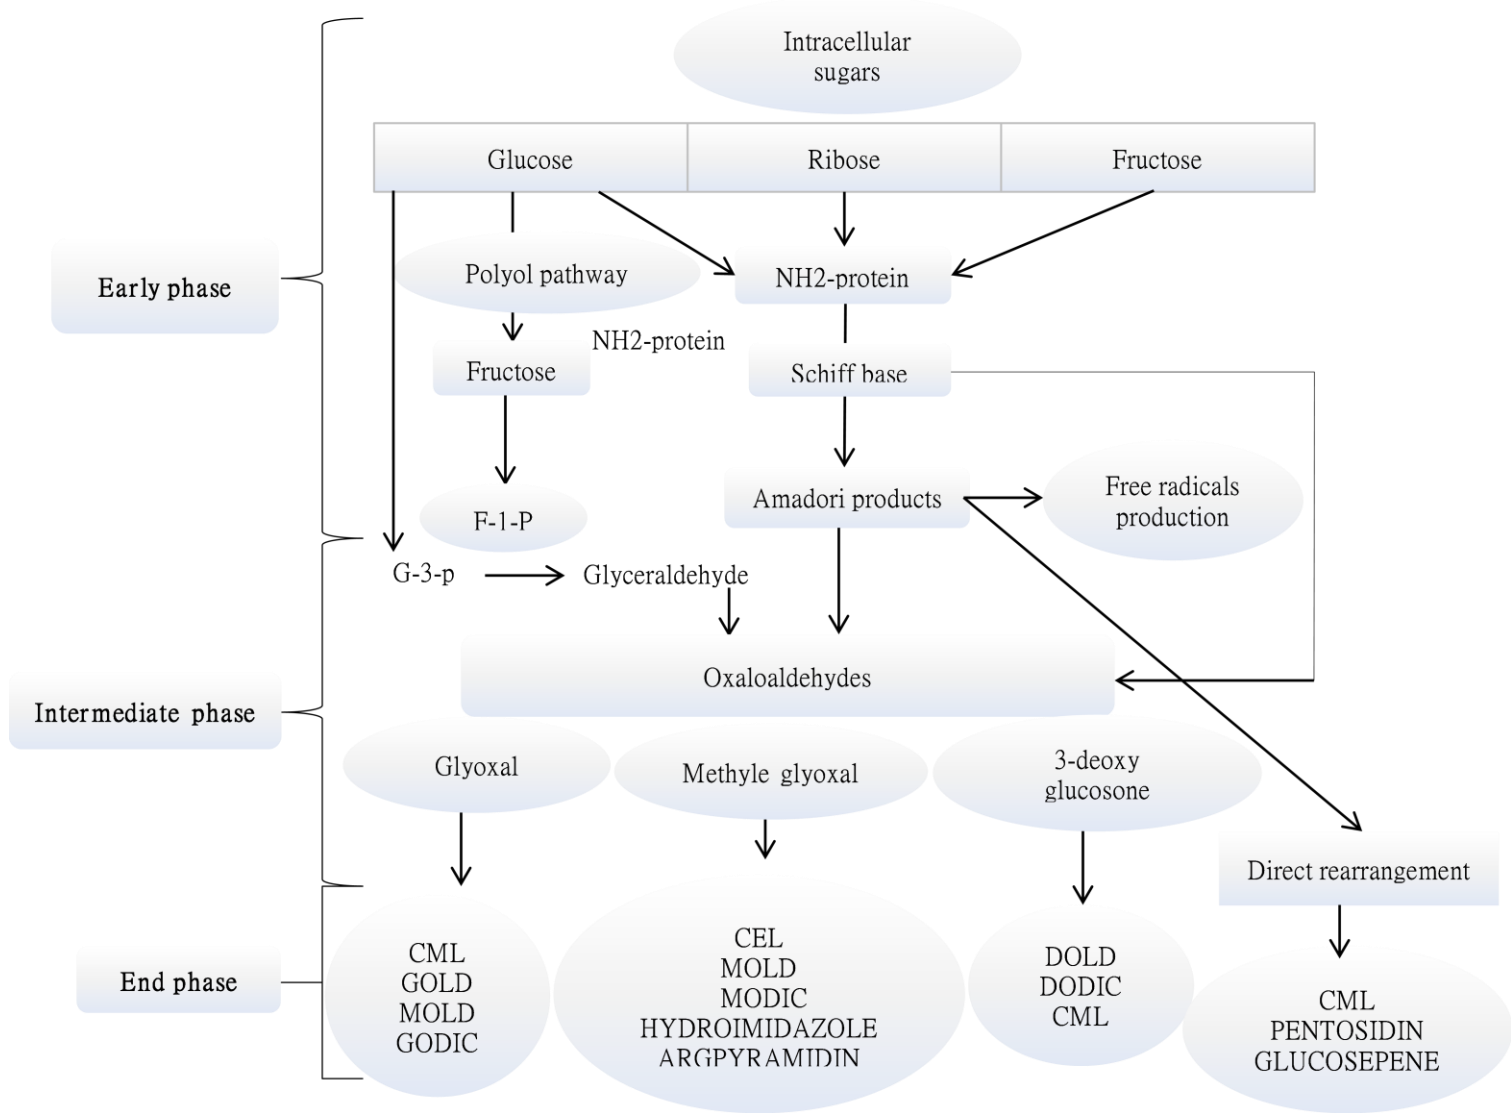 Intracellular
sugars
Glucose
Ribose
Fructose
Early phase
Polyol pathway
NH2-protein
NH2-protein
Fructose
Schiff base
Amadori products
Free radicals
production
F-1-P
G-3-p
Glyceraldehyde
Oxaloaldehydes
Intermediate phase
Glyoxal
Methyle glyoxal
3-deoxy
glucosone
Direct rearrangement
End phase
CML
GOLD
MOLD
GODIC
CEL
MOLD
MODIC
HYDROIMIDAZOLE
ARGPYRAMIDIN
DOLD
DODIC
CML
CML
PENTOSIDIN
GLUCOSEPENE